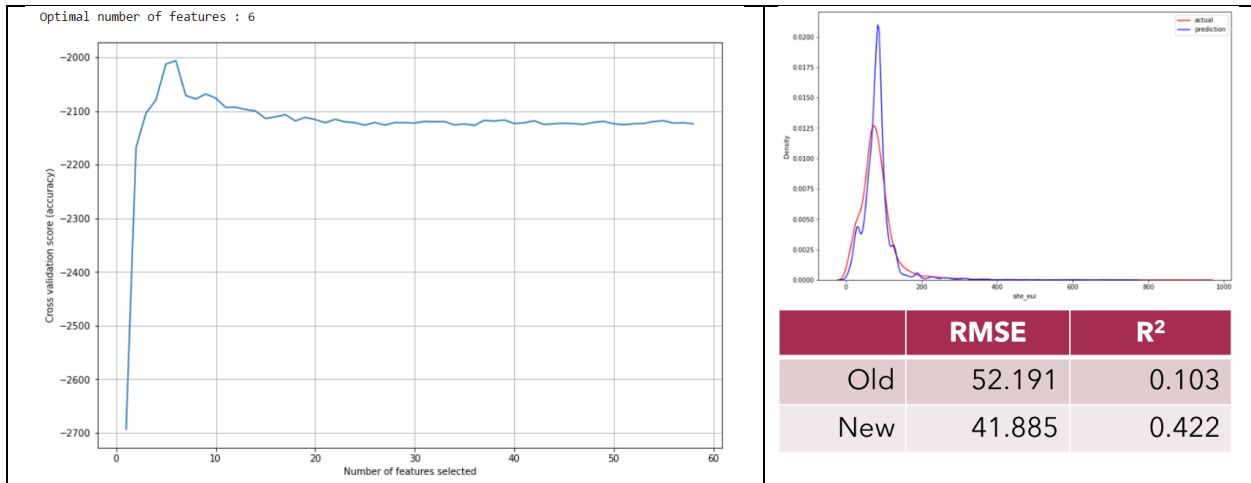 Optimal number of features : 6
−2000
−2100
−2200
−2300
−2400
−2500
−2600
−2700
Cross validation score (accuracy)
0 10 20 30 40 50 60
Number of features selected
actual
prediction
0.0200
0.0175
0.0150
0.0125
0.0100
0.0075
0.0050
0.0025
0.0000
Density
0 200 400 600 800 1000
site_eui
RMSE R²
Old 52.191 0.103
New 41.885 0.422